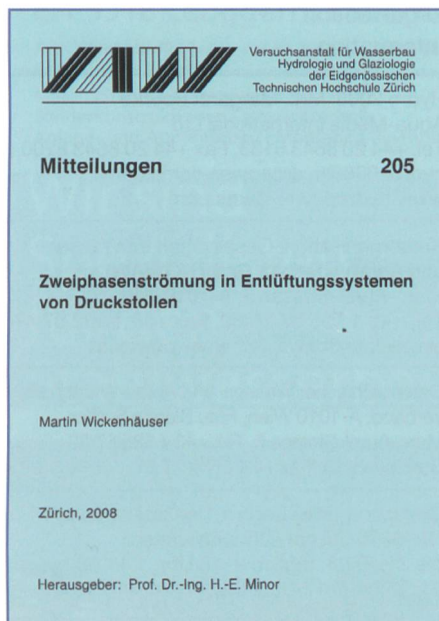 VAW
Versuchsanstalt für Wasserbau
Hydrologie und Glaziologie
der Eidgenössischen
Technischen Hochschule Zürich
Mitteilungen 205
Zweiphasenströmung in Entlüftungssystemen
von Druckstollen
Martin Wickenhäuser
Zürich, 2008
Herausgeber: Prof. Dr.-Ing. H.-E. Minor